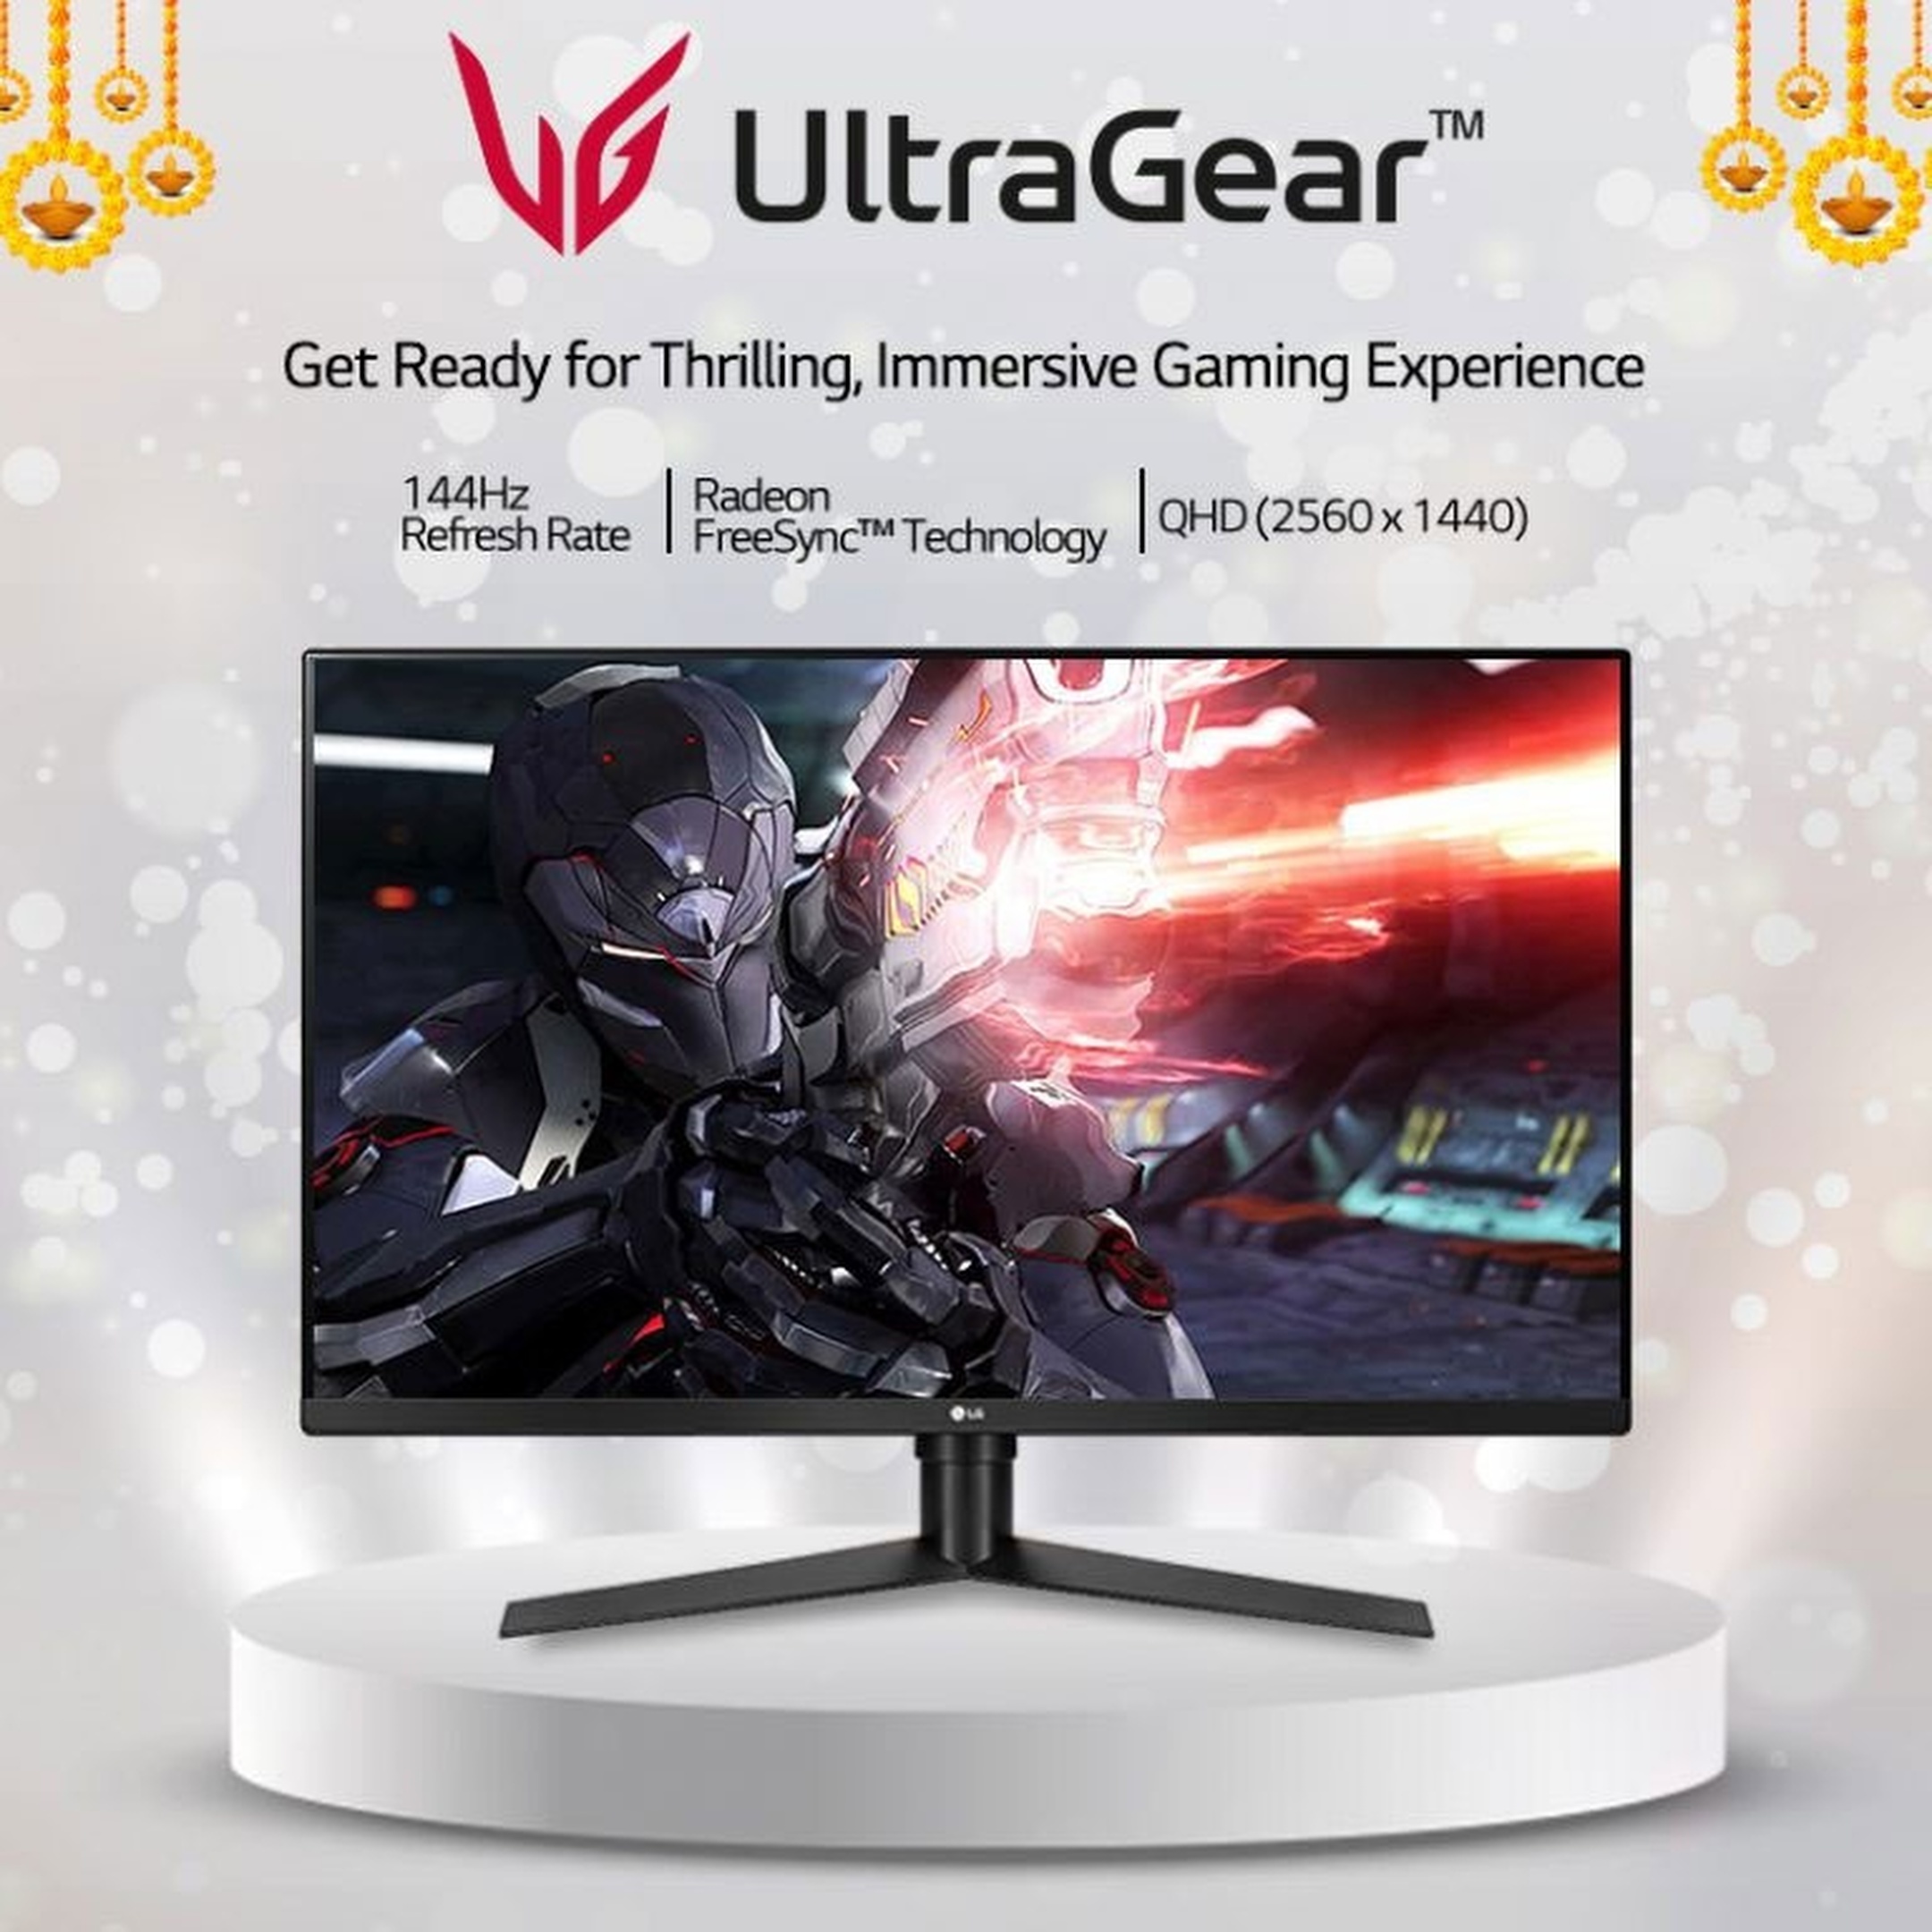 UltraGear™
Get Ready for Thrilling, Immersive Gaming Experience
144Hz
Refresh Rate
Radeon
FreeSync™ Technology
QHD (2560 x 1440)
LG